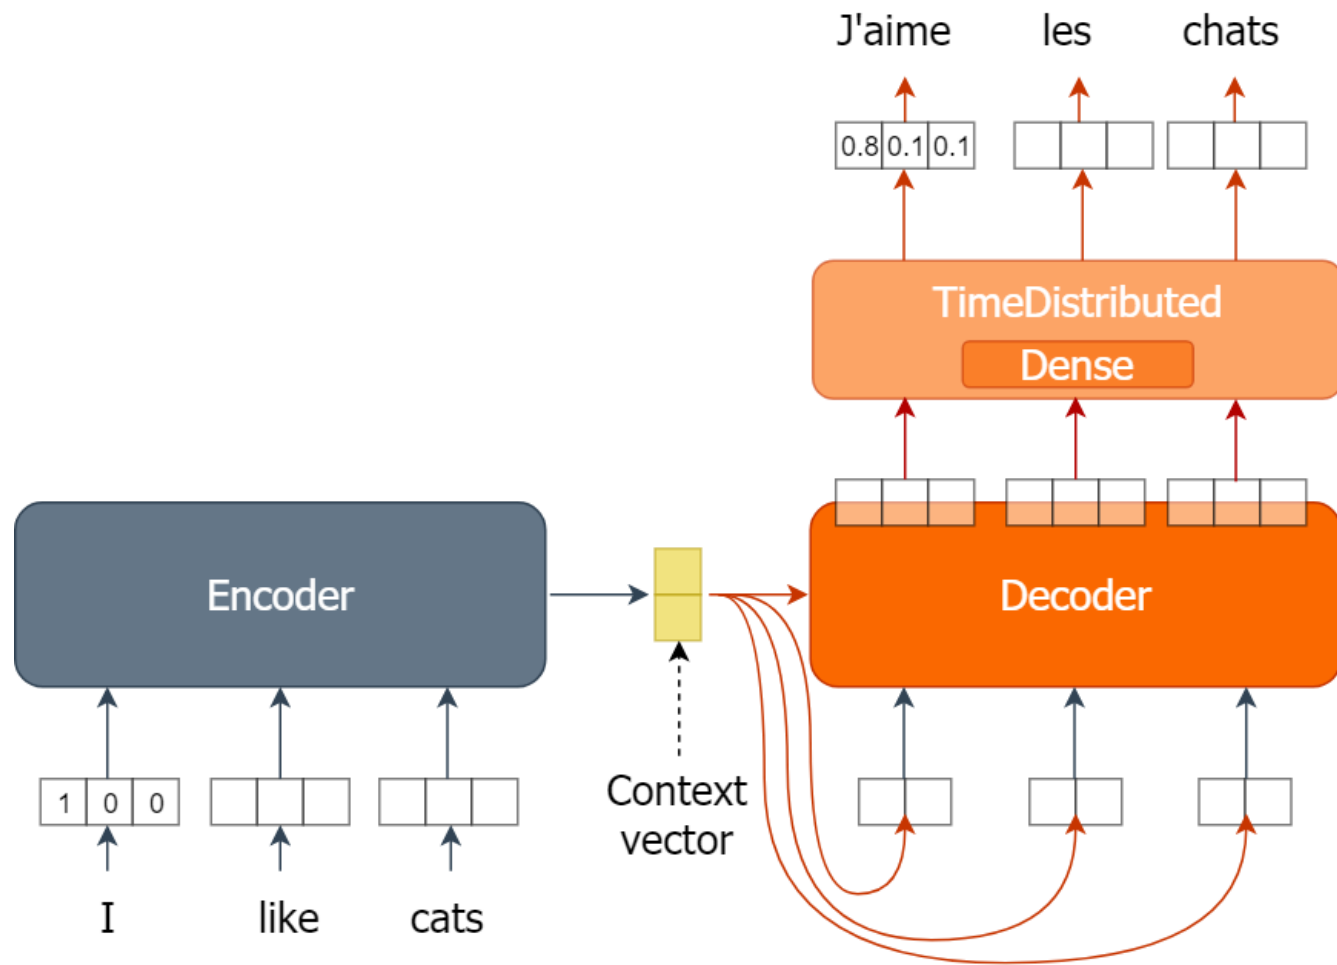 J'aime les chats
0.8 0.1 0.1
TimeDistributed
Dense
Encoder
Decoder
1 0 0
Context
vector
I like cats